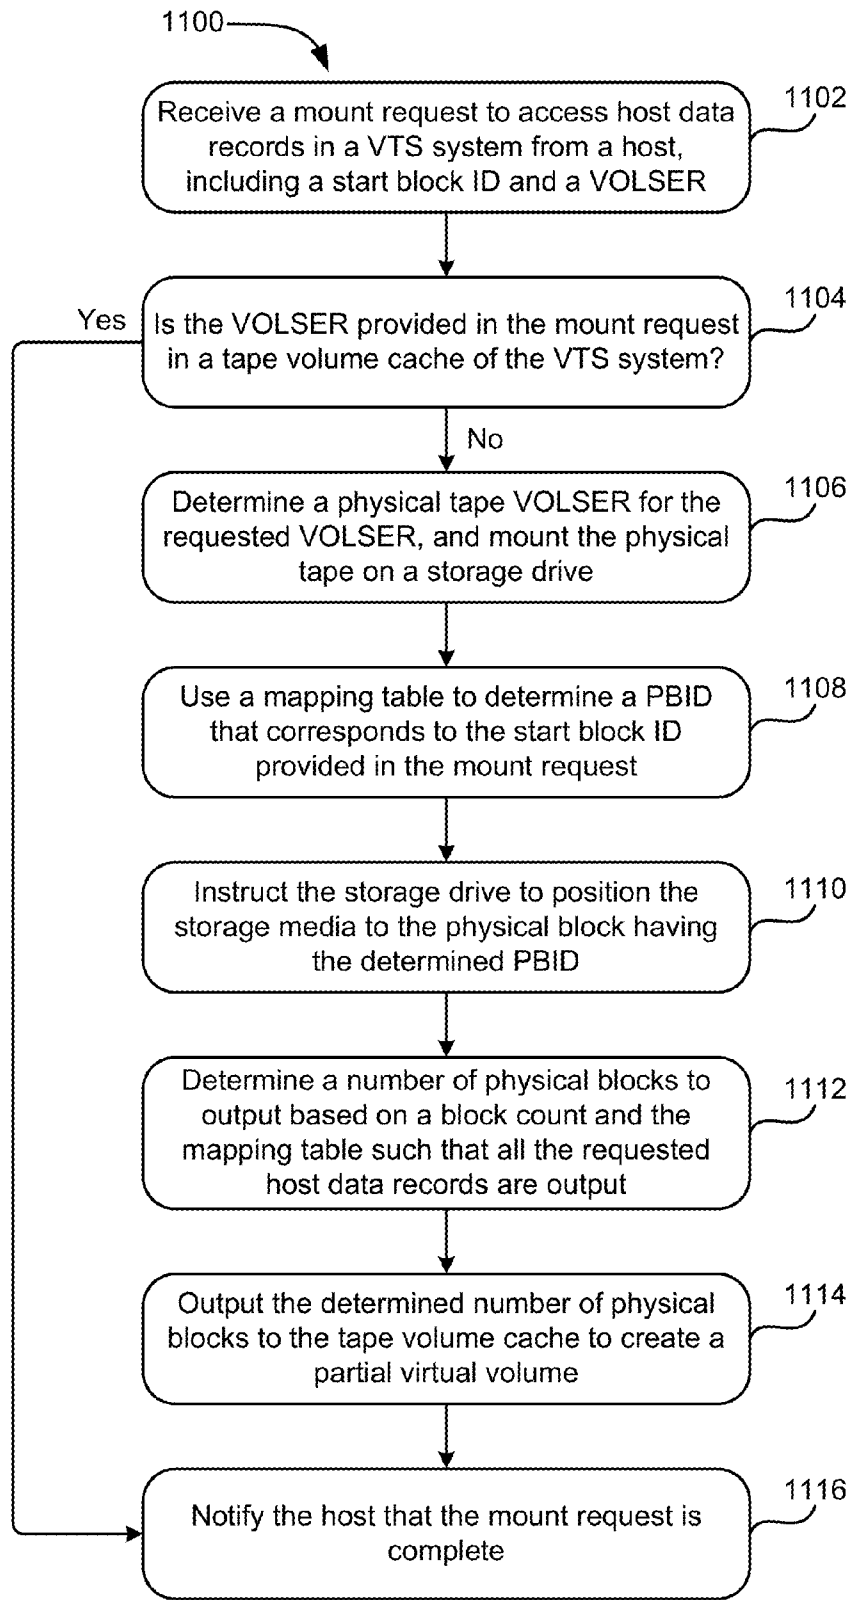 1100
Receive a mount request to access host data
records in a VTS system from a host,
including a start block ID and a VOLSER
1102
Is the VOLSER provided in the mount request
in a tape volume cache of the VTS system?
1104
Yes
No
Determine a physical tape VOLSER for the
requested VOLSER, and mount the physical
tape on a storage drive
1106
Use a mapping table to determine a PBID
that corresponds to the start block ID
provided in the mount request
1108
Instruct the storage drive to position the
storage media to the physical block having
the determined PBID
1110
Determine a number of physical blocks to
output based on a block count and the
mapping table such that all the requested
host data records are output
1112
Output the determined number of physical
blocks to the tape volume cache to create a
partial virtual volume
1114
Notify the host that the mount request is
complete
1116